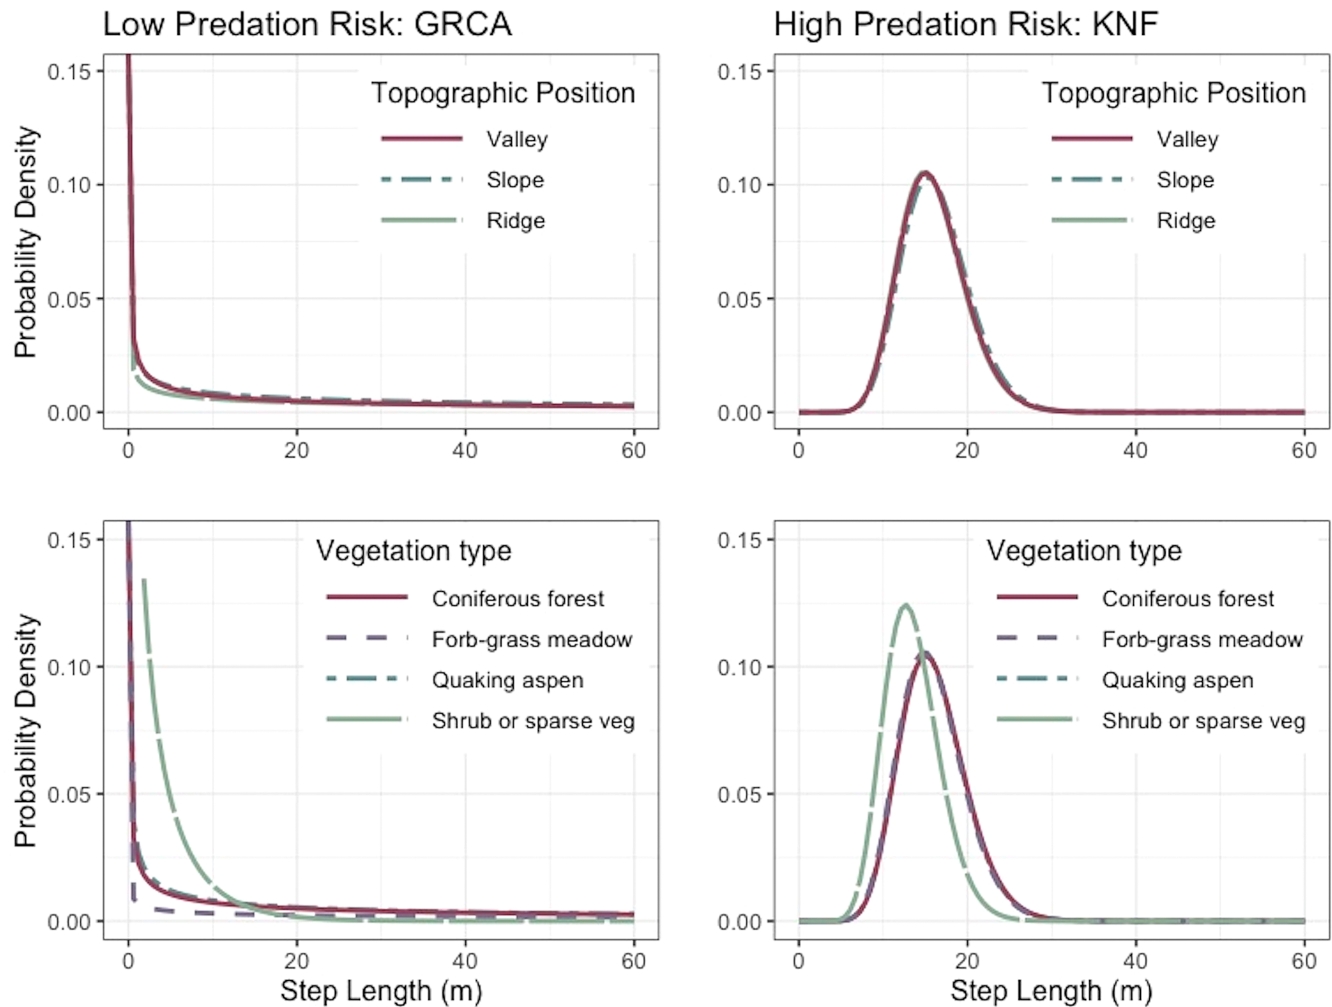 Low Predation Risk: GRCA
High Predation Risk: KNF
Probability Density
0.15
0.10
0.05
0.00
Topographic Position
Valley
Slope
Ridge
0 20 40 60
0.15
0.10
0.05
0.00
Topographic Position
Valley
Slope
Ridge
0 20 40 60
Probability Density
0.15
0.10
0.05
0.00
Vegetation type
Coniferous forest
Forb-grass meadow
Quaking aspen
Shrub or sparse veg
0 20 40 60
Step Length (m)
0.15
0.10
0.05
0.00
Vegetation type
Coniferous forest
Forb-grass meadow
Quaking aspen
Shrub or sparse veg
0 20 40 60
Step Length (m)